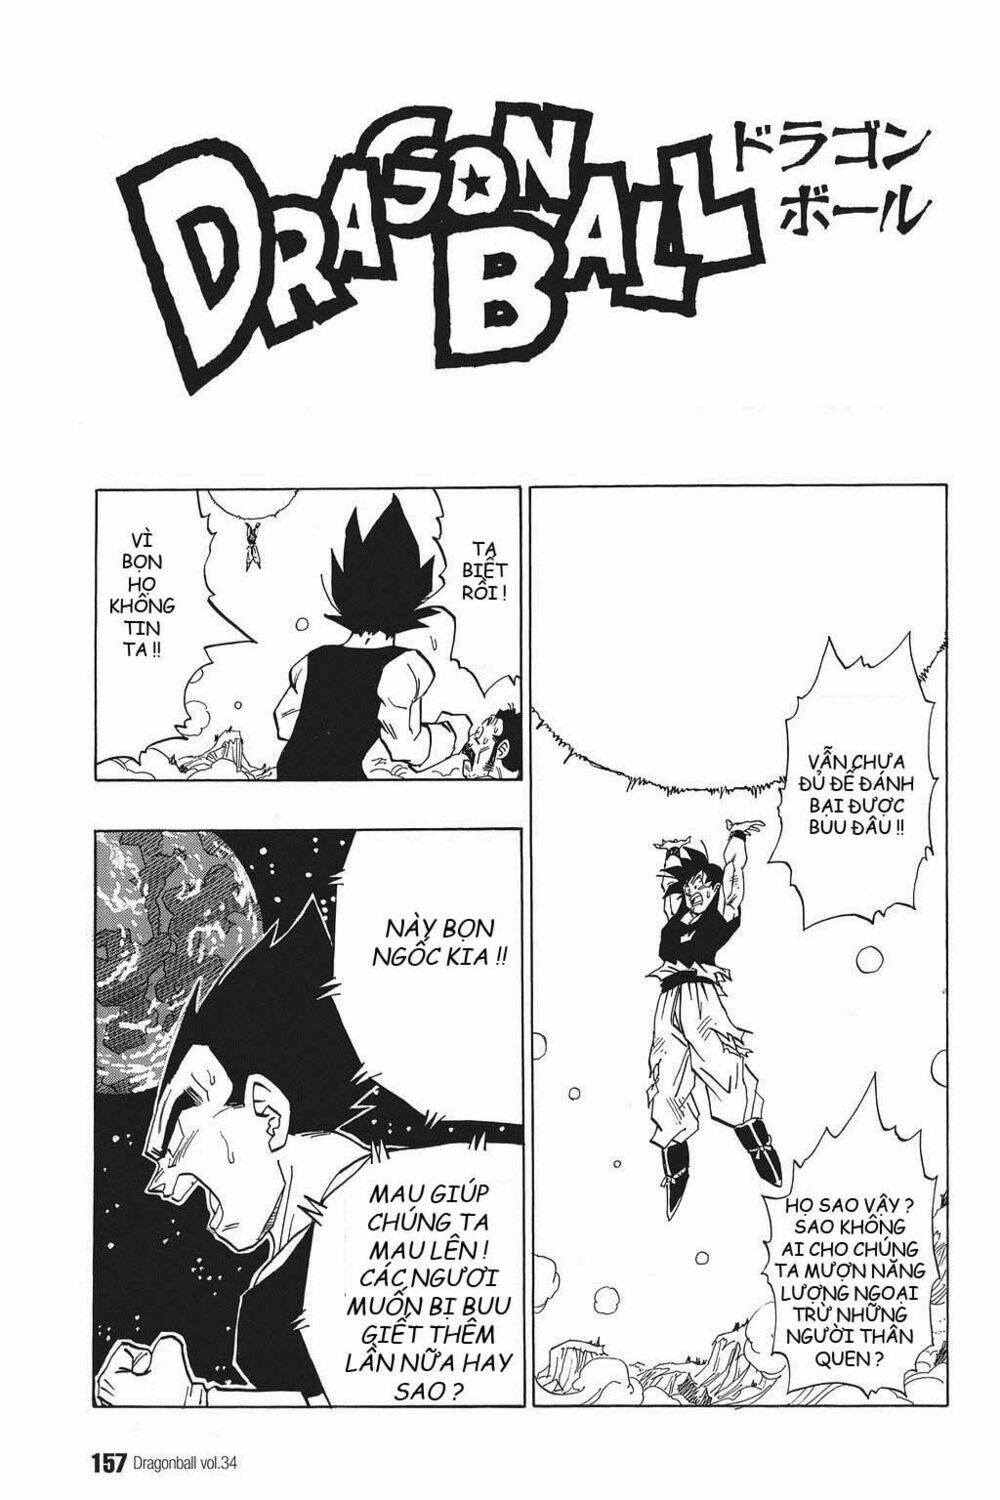 DRAGON BALL
ドラゴン
ボール
VẪN CHƯA
ĐỦ ĐỂ ĐÁNH
BẠI ĐƯỢC
BUU ĐÂU !!
HỌ SAO VẬY ?
SAO KHÔNG
AI CHO CHÚNG
TA MƯỢN NĂNG
LƯỢNG NGOẠI
TRỪ NHỮNG
NGƯỜI THÂN
QUEN ?
TA
BIẾT
RỒI !
VÌ
BỌN
HỌ
KHÔNG
TIN
TA !!
NÀY BỌN
NGỐC KIA !!
MAU GIÚP
CHÚNG TA
MAU LÊN !
CÁC NGƯƠI
MUỐN BỊ BUU
GIẾT THÊM
LẦN NỮA HAY
SAO ?
157 Dragonball vol.34